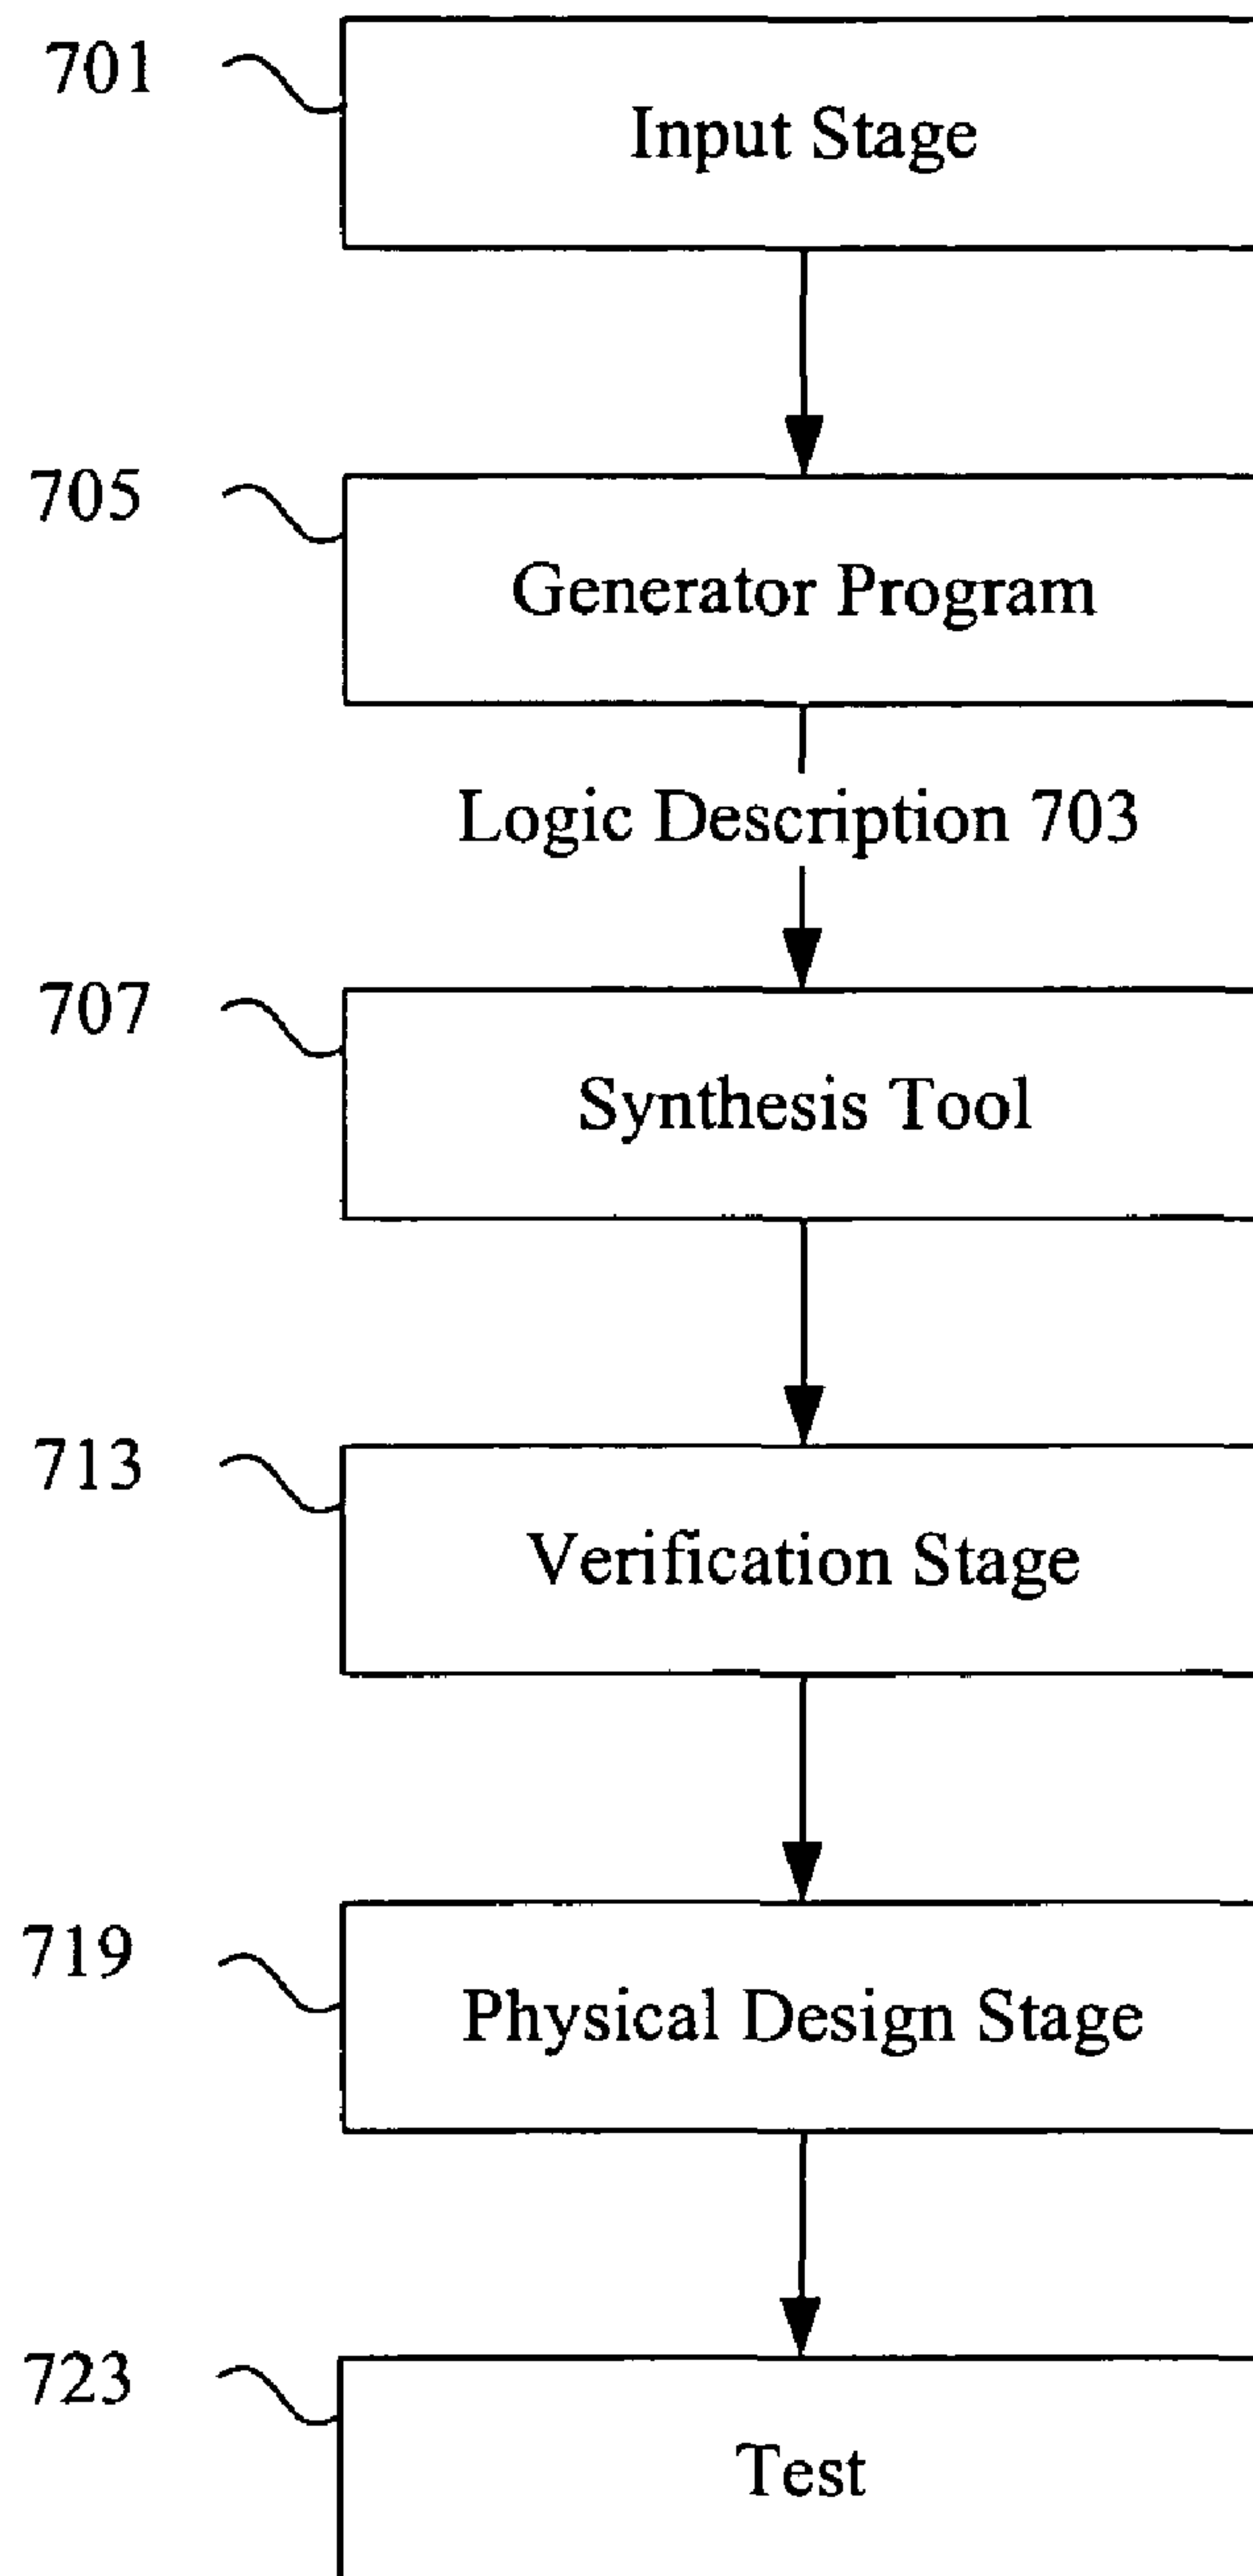 701
Input Stage
705
Generator Program
Logic Description 703
707
Synthesis Tool
713
Verification Stage
719
Physical Design Stage
723
Test